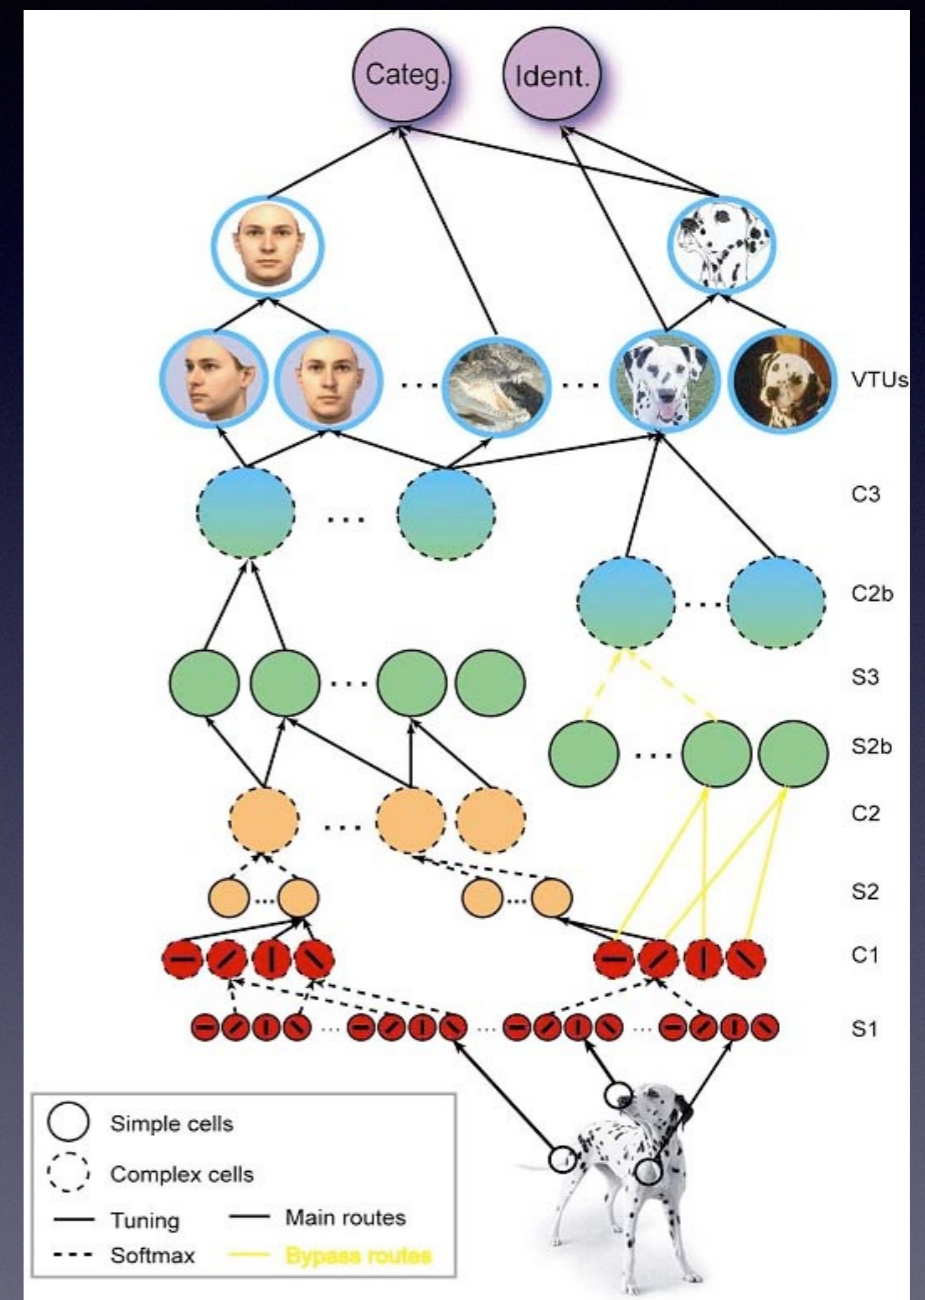 Categ.
Ident.
VTUs
C3
C2b
S3
S2b
C2
S2
C1
S1
Simple cells
Complex cells
Tuning
Main routes
Softmax
Bypass routes